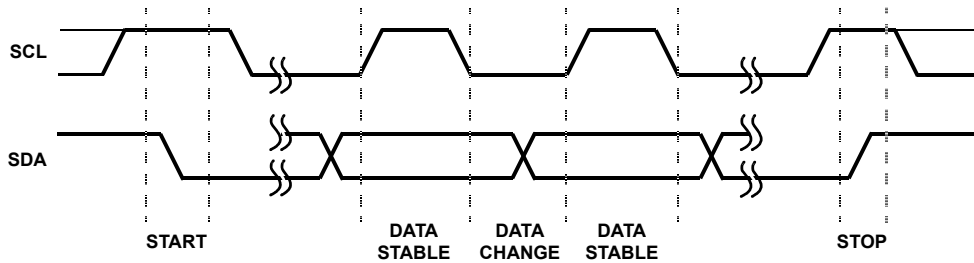 SCL
SDA
START
DATA
STABLE
DATA
CHANGE
DATA
STABLE
STOP